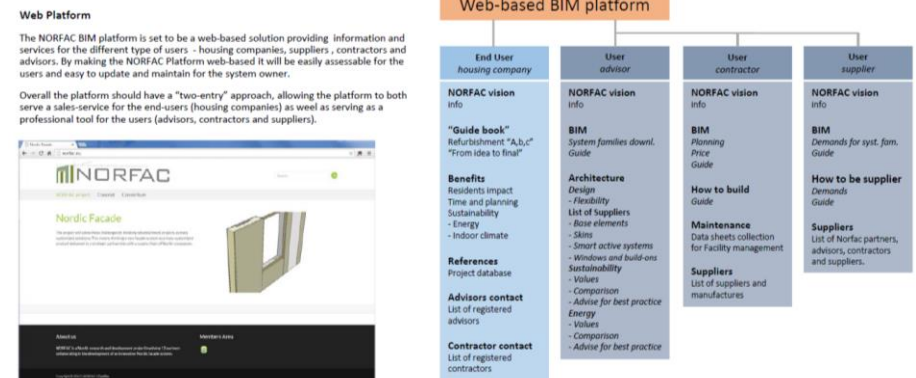 Web Platform
The NORFAC BIM platform is set to be a web-based solution providing information and
services for the different type of users - housing companies, suppliers , contractors and
advisors. By making the NORFAC Platform web-based it will be easily assessable for the
users and easy to update and maintain for the system owner.
Overall the platform should have a "two-entry" approach, allowing the platform to both
serve a sales-service for the end-users (housing companies) as weel as serving as a
professional tool for the users (advisors, contractors and suppliers).
NORFAC
Nordic Facade
About us
Members Area
Web-based BIM platform
End User
housing company
NORFAC vision
info
"Guide book"
Refurbishment "A,b,c"
"From idea to final"
Benefits
Residents impact
Time and planning
Sustainability
- Energy
- Indoor climate
References
Project database
Advisors contact
List of registered
advisors
Contractor contact
List of registered
contractors
User
advisor
NORFAC vision
info
BIM
System families downl.
Guide
Architecture
Design
- Flexibility
List of Suppliers
- Base elements
- Skins
- Smart active systems
- Windows and build-ons
Sustainability
- Values
- Comparison
- Advise for best practice
Energy
- Values
- Comparison
- Advise for best practice
User
contractor
NORFAC vision
info
BIM
Planning
Price
Guide
How to build
Guide
Maintenance
Data sheets collection
for Facility management
Suppliers
List of suppliers and
manufactures
User
supplier
NORFAC vision
info
BIM
Demands for syst. fam.
Guide
How to be supplier
Demands
Guide
Suppliers
List of Norfac partners,
advisors, contractors
and suppliers.